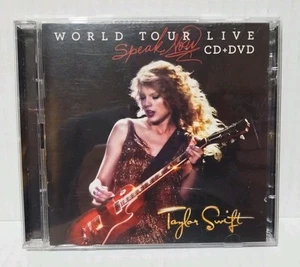 WORLD TOUR LIVE
Speak Now
CD+DVD
Taylor Swift